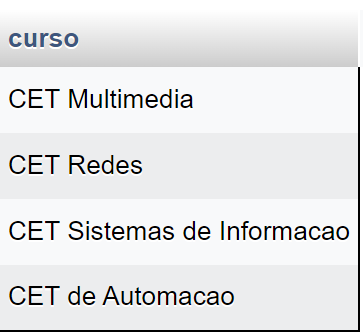 curso
CET Multimedia
CET Redes
CET Sistemas de Informacao
CET de Automacao